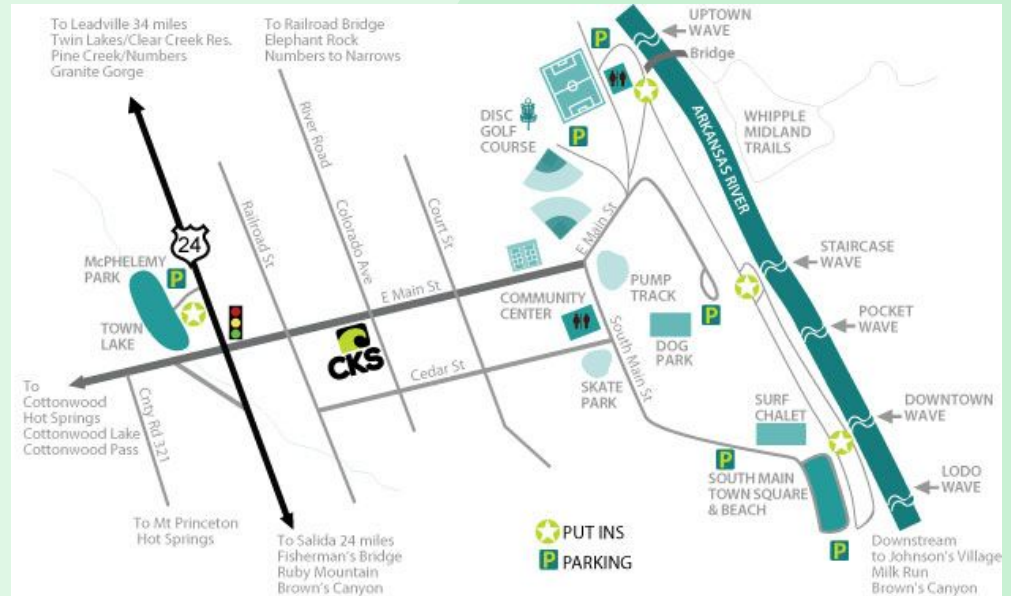 To Leadville 34 miles
Twin Lakes/Clear Creek Res.
Pine Creek/Numbers
Granite Gorge
To Railroad Bridge
Elephant Rock
Numbers to Narrows
P
UPTOWN
WAVE
Bridge
DISC
GOLF
COURSE
P
WHIPPLE
MIDLAND
TRAILS
ARKANSAS RIVER
River Road
Railroad St
Colorado Ave
Court St
E Main St
24
McPHELEMY
PARK
P
TOWN
LAKE
E Main St
CKS
COMMUNITY
CENTER
PUMP
TRACK
DOG
PARK
P
STAIRCASE
WAVE
POCKET
WAVE
Cedar St
SKATE
PARK
South Main St
To
Cottonwood
Hot Springs
Cottonwood Lake
Cottonwood Pass
Cnty Rd 321
SURF
CHALET
DOWNTOWN
WAVE
P
SOUTH MAIN
TOWN SQUARE
& BEACH
LODO
WAVE
To Mt Princeton
Hot Springs
To Salida 24 miles
Fisherman's Bridge
Ruby Mountain
Brown's Canyon
PUT INS
P PARKING
P
Downstream
to Johnson's Village
Milk Run
Brown's Canyon